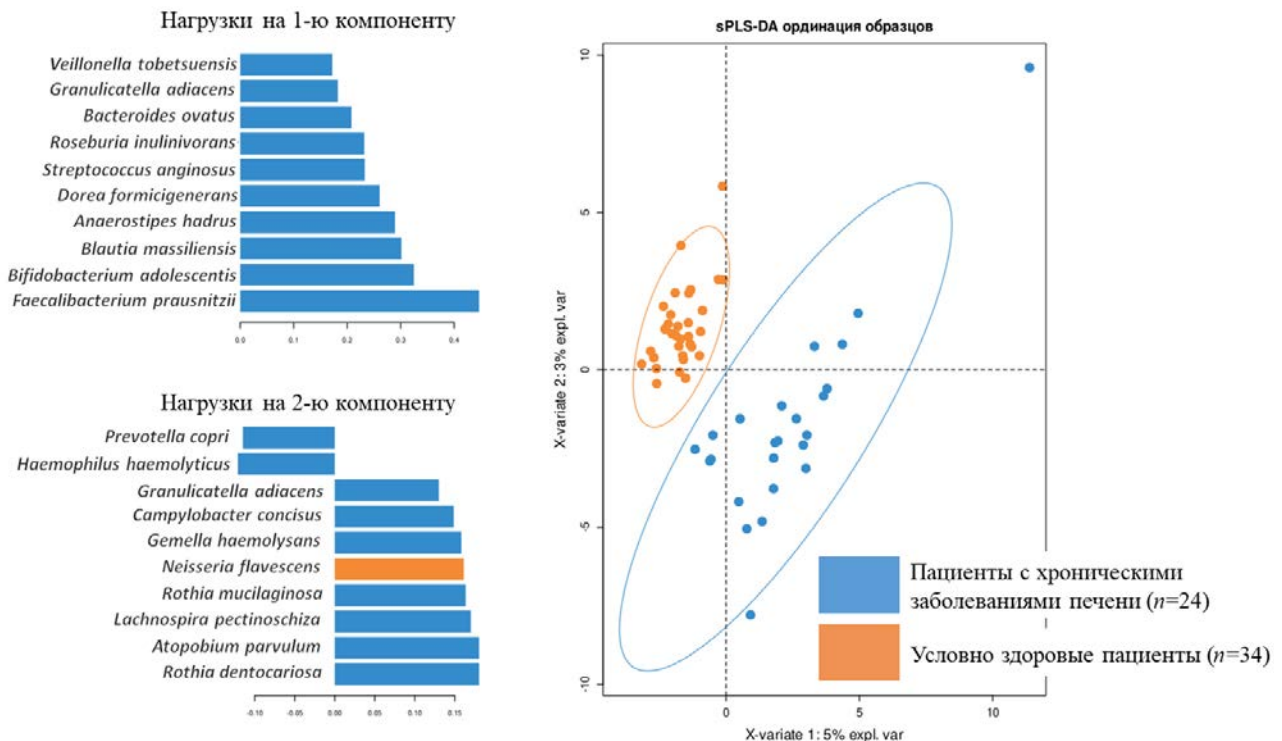 Нагрузки на 1-ю компоненту
Veillonella tobetsuensis
Granulicatella adiacens
Bacteroides ovatus
Roseburia inulinivorans
Streptococcus anginosus
Dorea formicigenerans
Anaerostipes hadrus
Blautia massiliensis
Bifidobacterium adolescentis
Faecalibacterium prausnitzii
0.0 0.1 0.2 0.3 0.4
Нагрузки на 2-ю компоненту
Prevotella copri
Haemophilus haemolyticus
Granulicatella adiacens
Campylobacter concisus
Gemella haemolysans
Neisseria flavescens
Rothia mucilaginosa
Lachnospira pectinoschiza
Atopobium parvulum
Rothia dentocariosa
-0.10 -0.05 0.00 0.05 0.10 0.15
sPLS-DA ординация образцов
10
5
0
-5
-10
X-variate 2: 3% expl. var
0 5 10
X-variate 1: 5% expl. var
Пациенты с хроническими
заболеваниями печени (n=24)
Условно здоровые пациенты (n=34)